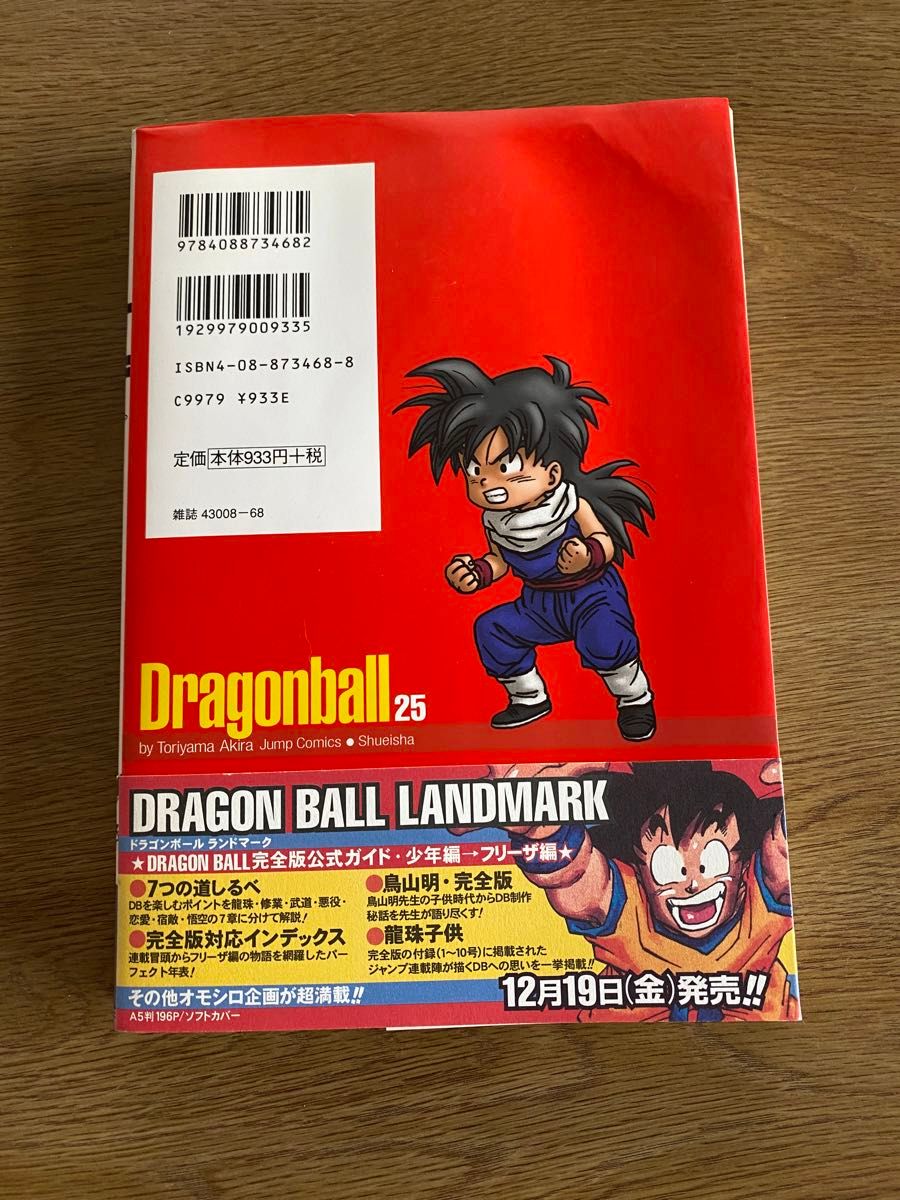 9784088734682
1929979009335
ISBN4-08-873468-8
C9979 ¥933E
定価 本体933円+税
雑誌 43008-68
Dragonball 25
by Toriyama Akira Jump Comics ● Shueisha
DRAGON BALL LANDMARK
ドラゴンボール ランドマーク
★DRAGON BALL完全版公式ガイド・少年編→フリーザ編★
●7つの道しるべ
DBを楽しむポイントを龍珠・修業・武道・悪役・
恋愛・宿敵・悟空の7章に分けて解説!
●完全版対応インデックス
連載冒頭からフリーザ編の物語を網羅したパー
フェクト年表!
●鳥山明・完全版
鳥山明先生の子供時代からDB制作
秘話を先生が語り尽くす!
●龍珠子供
完全版の付録(1〜10号)に掲載された
ジャンプ連載陣が描くDBへの思いを一挙掲載!!
その他オモシロ企画が超満載!!
A5判196P/ソフトカバー
12月19日(金)発売!!